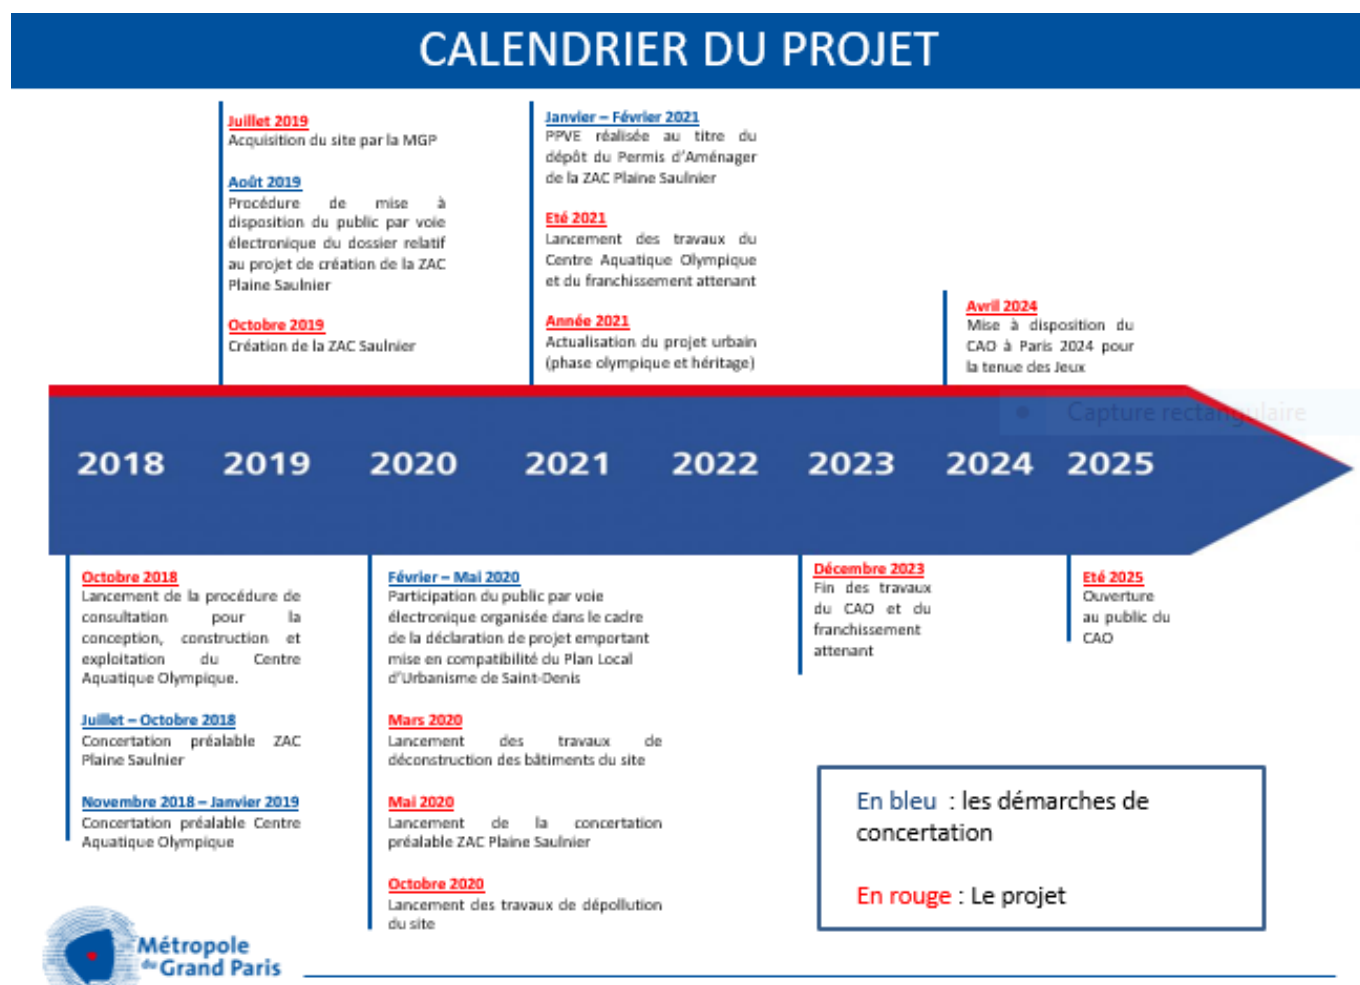 CALENDRIER DU PROJET
Juillet 2019
Acquisition du site par la MGP
Août 2019
Procédure de mise à
disposition du public par voie
électronique du dossier relatif
au projet de création de la ZAC
Plaine Saulnier
Octobre 2019
Création de la ZAC Saulnier
Janvier – Février 2021
PPVE réalisée au titre du
dépôt du Permis d'Aménager
de la ZAC Plaine Saulnier
Eté 2021
Lancement des travaux du
Centre Aquatique Olympique
et du franchissement attenant
Année 2021
Actualisation du projet urbain
(phase olympique et héritage)
Avril 2024
Mise à disposition du
CAO à Paris 2024 pour
la tenue des Jeux
Capture rectangulaire
2018 2019 2020 2021 2022 2023 2024 2025
Octobre 2018
Lancement de la procédure de
consultation pour la
conception, construction et
exploitation du Centre
Aquatique Olympique.
Juillet – Octobre 2018
Concertation préalable ZAC
Plaine Saulnier
Novembre 2018 – Janvier 2019
Concertation préalable Centre
Aquatique Olympique
Février – Mai 2020
Participation du public par voie
électronique organisée dans le cadre
de la déclaration de projet emportant
mise en compatibilité du Plan Local
d'Urbanisme de Saint-Denis
Mars 2020
Lancement des travaux de
déconstruction des bâtiments du site
Mai 2020
Lancement de la concertation
préalable ZAC Plaine Saulnier
Octobre 2020
Lancement des travaux de dépollution
du site
Décembre 2023
Fin des travaux
du CAO et du
franchissement
attenant
Eté 2025
Ouverture
au public du
CAO
En bleu : les démarches de
concertation
En rouge : Le projet
Métropole
du Grand Paris